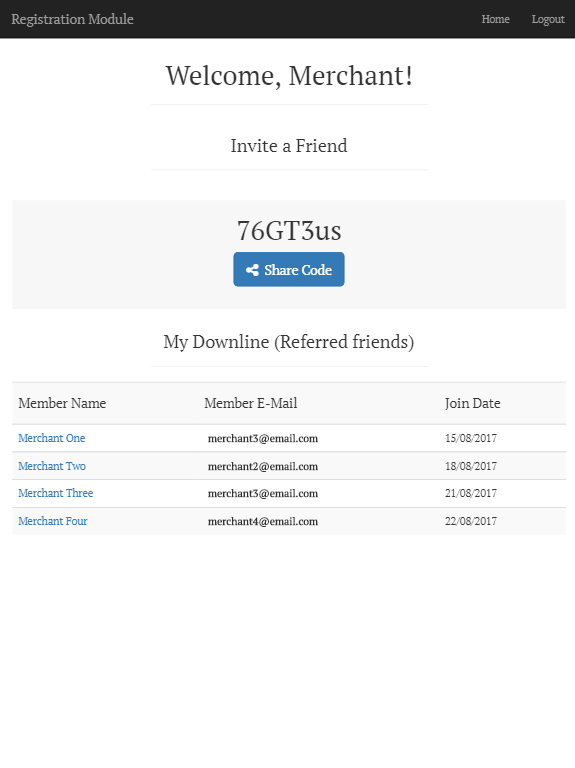 Registration Module Home Logout
Welcome, Merchant!
Invite a Friend
76GT3us
Share Code
My Downline (Referred friends)
Member Name Member E-Mail Join Date
Merchant One merchant3@email.com 15/08/2017
Merchant Two merchant2@email.com 18/08/2017
Merchant Three merchant3@email.com 21/08/2017
Merchant Four merchant4@email.com 22/08/2017